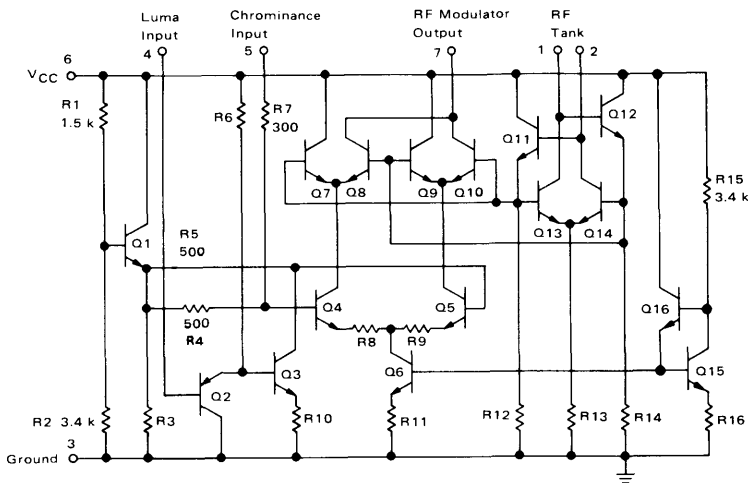 Luma
Input
4
Chrominance
Input
5
RF Modulator
Output
7
RF
Tank
1
2
6
VCC
R1
1.5 k
R6
R7
300
Q11
Q12
Q7
Q8
Q9
Q10
R15
3.4 k
Q13
Q14
Q1
R5
500
Q4
Q5
Q16
500
R4
R8
R9
Q3
Q6
Q15
Q2
R2 3.4 k
R3
R10
R11
R12
R13
R14
R16
3
Ground